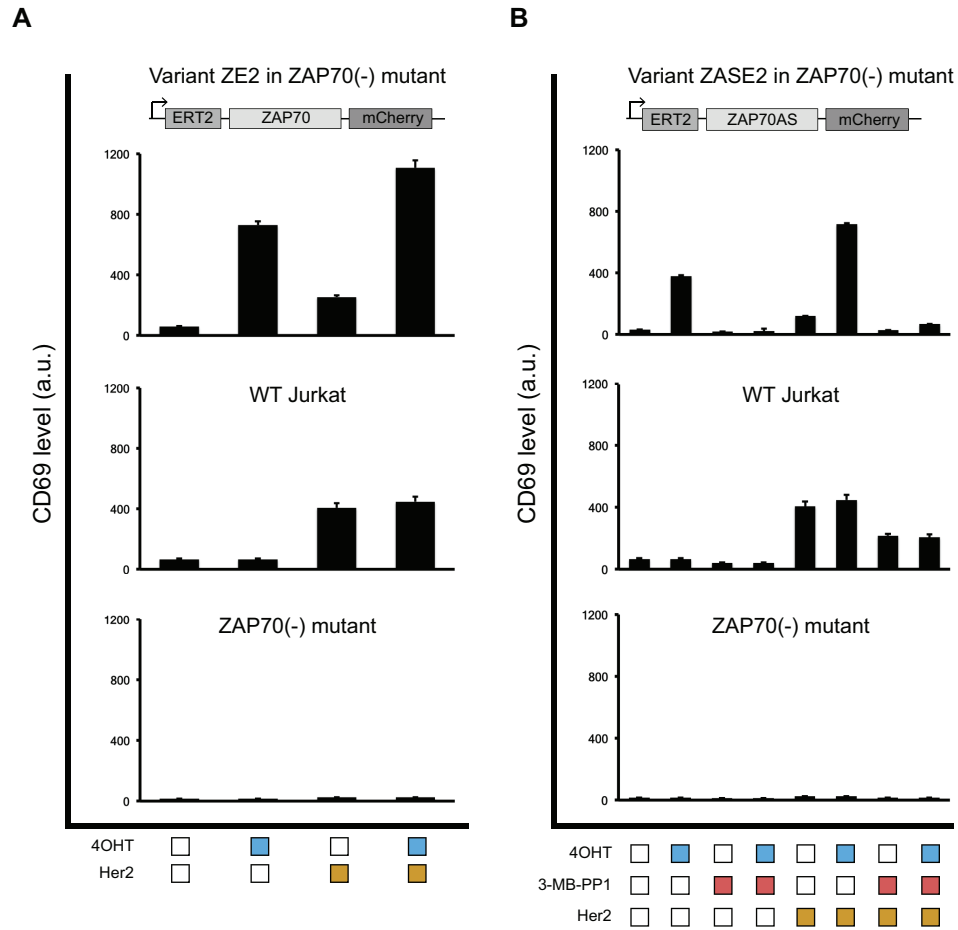 A
Variant ZE2 in ZAP70(-) mutant
ERT2 ZAP70 mCherry
1200
800
400
0
WT Jurkat
1200
800
400
0
ZAP70(-) mutant
1200
800
400
0
CD69 level (a.u.)
4OHT
Her2
B
Variant ZASE2 in ZAP70(-) mutant
ERT2 ZAP70AS mCherry
1200
800
400
0
WT Jurkat
1200
800
400
0
ZAP70(-) mutant
1200
800
400
0
CD69 level (a.u.)
4OHT
3-MB-PP1
Her2